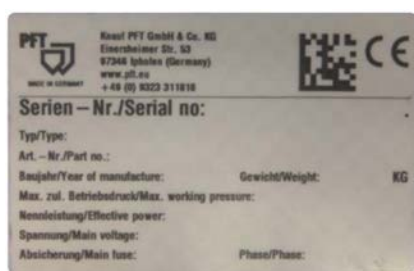 PFT
MADE IN GERMANY
Knauf PFT GmbH & Co. KG
Einersheimer Str. 53
97346 Iphofen (Germany)
www.pft.eu
+49 (0) 9323 311818
CE
Serien – Nr./Serial no:
Typ/Type:
Art. – Nr./Part no.:
Baujahr/Year of manufacture: Gewicht/Weight: KG
Max. zul. Betriebsdruck/Max. working pressure:
Nennleistung/Effective power:
Spannung/Main voltage:
Absicherung/Main fuse: Phase/Phase: